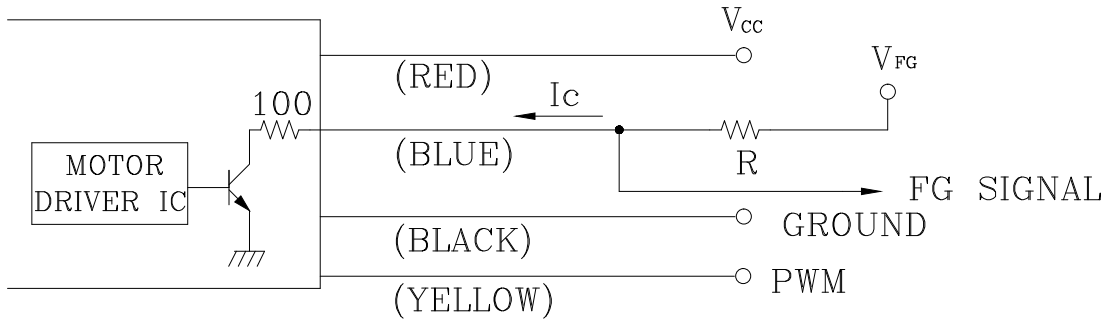 Vcc
(RED)
VFG
100
Ic
(BLUE)
R
MOTOR
DRIVER IC
FG SIGNAL
GROUND
(BLACK)
PWM
(YELLOW)